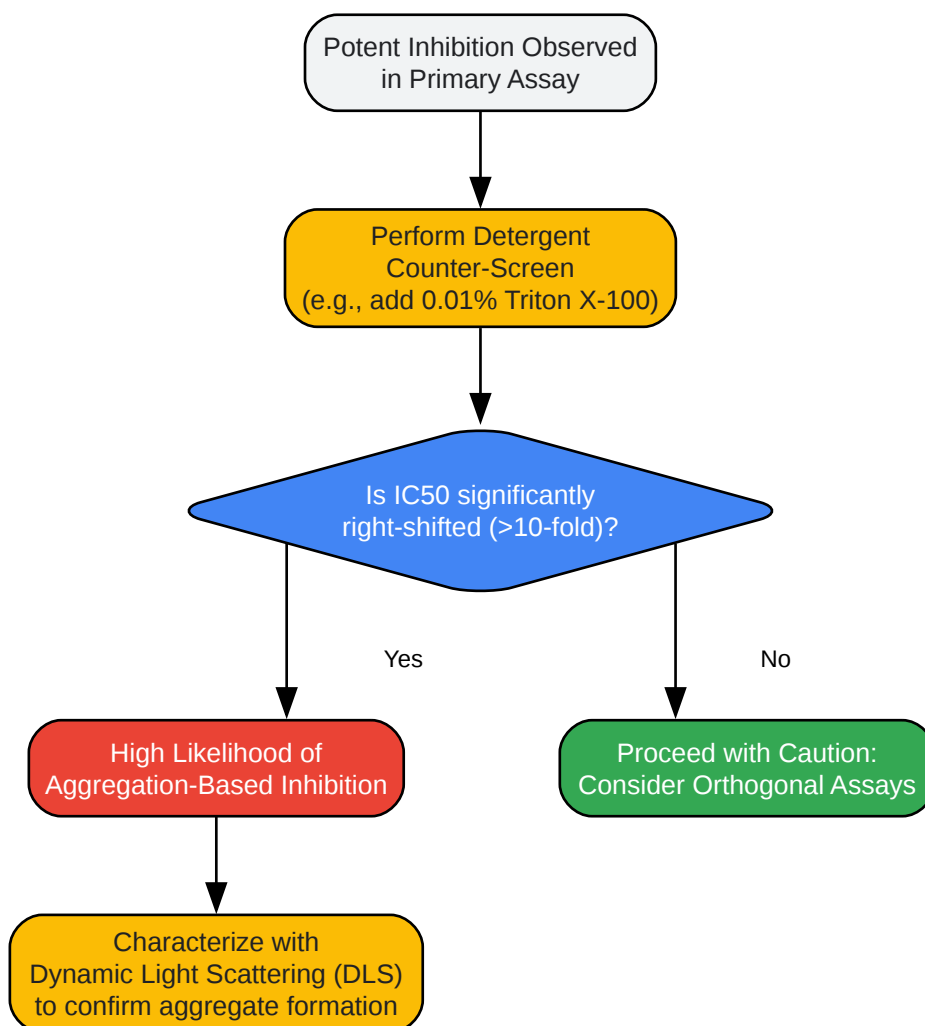 Potent Inhibition Observed
in Primary Assay
Perform Detergent
Counter-Screen
(e.g., add 0.01% Triton X-100)
Is IC50 significantly
right-shifted (>10-fold)?
Yes
No
High Likelihood of
Aggregation-Based Inhibition
Proceed with Caution:
Consider Orthogonal Assays
Characterize with
Dynamic Light Scattering (DLS)
to confirm aggregate formation